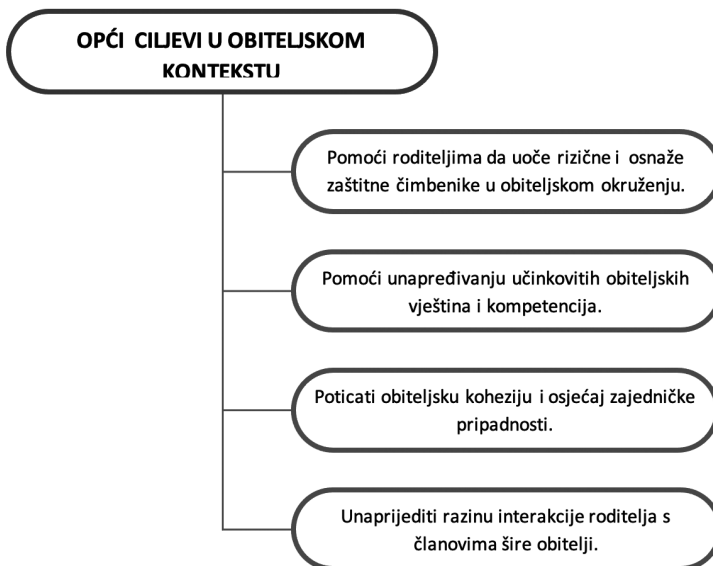 OPĆI CILJEVI U OBITELJSKOM
KONTEKSTU
Pomoći roditeljima da uoče rizične i osnaže
zaštitne čimbenike u obiteljskom okruženju.
Pomoći unapređivanju učinkovitih obiteljskih
vještina i kompetencija.
Poticati obiteljsku koheziju i osjećaj zajedničke
pripadnosti.
Unaprijediti razinu interakcije roditelja s
članovima šire obitelji.